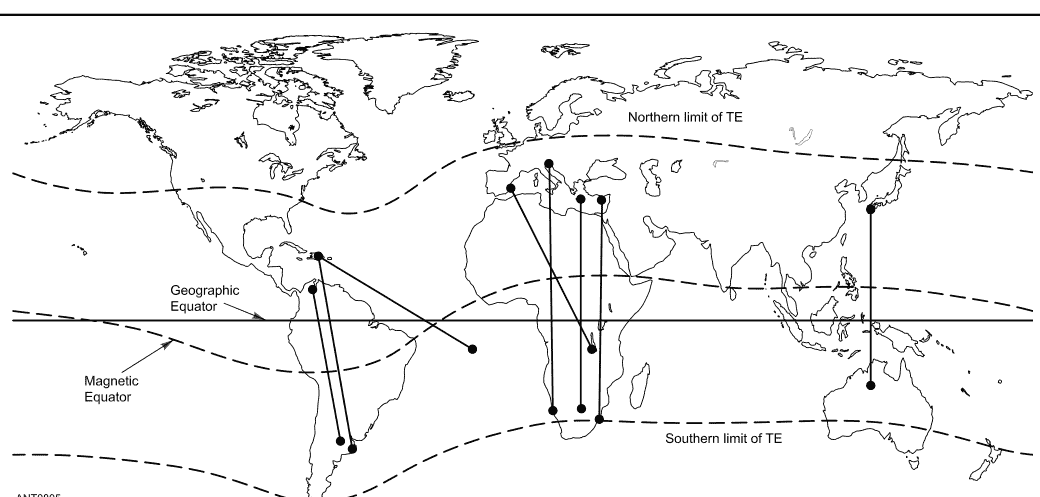 Northern limit of TE
Geographic
Equator
Magnetic
Equator
Southern limit of TE